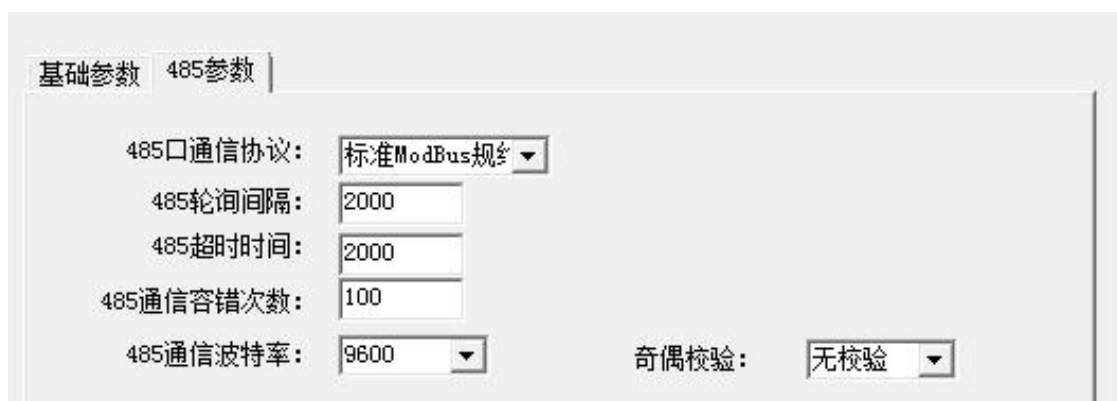 基础参数 485参数
485口通信协议: 标准ModBus规
485轮询间隔: 2000
485超时时间: 2000
485通信容错次数: 100
485通信波特率: 9600 奇偶校验: 无校验